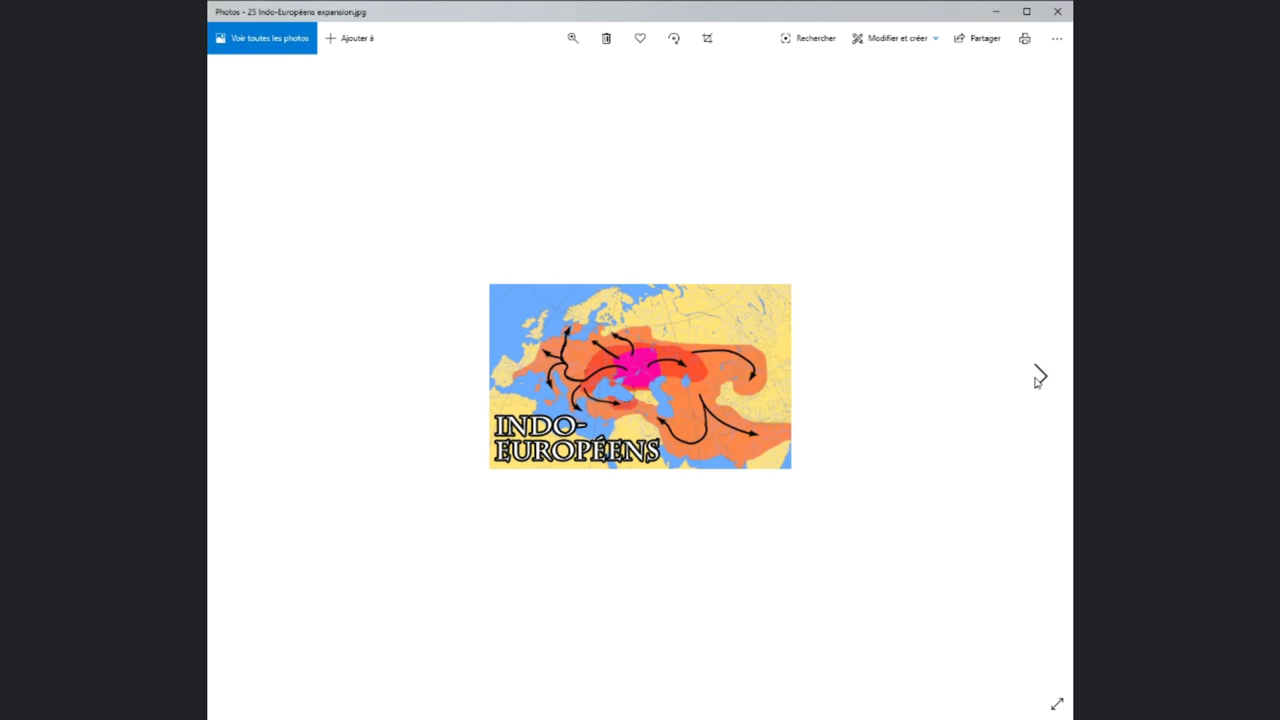 Photos - 25 Indo-Européens expansion.jpg
Voir toutes les photos
Ajouter à
Rechercher
Modifier et créer
Partager
INDO-
EUROPÉENS